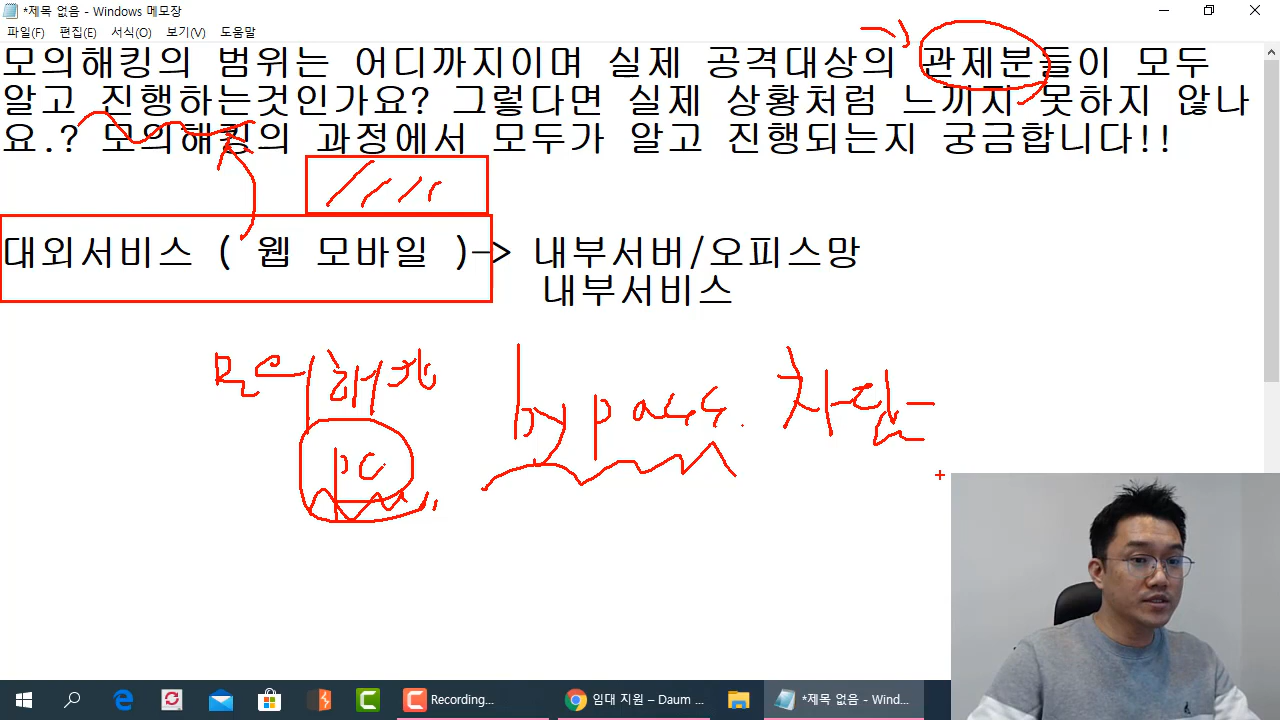 *제목 없음 - Windows 메모장
파일(F) 편집(E) 서식(O) 보기(V) 도움말
모의해킹의 범위는 어디까지이며 실제 공격대상의 관제분들이 모두
알고 진행하는것인가요? 그렇다면 실제 상황처럼 느끼지 못하지 않나
요.? 모의해킹의 과정에서 모두가 알고 진행되는지 궁금합니다!!
대외서비스 ( 웹 모바일 )-> 내부서버/오피스망
내부서비스
모의해킹 bypass 차단
pc
Recording... 임대 지원 – Daum ... *제목 없음 - Wind...